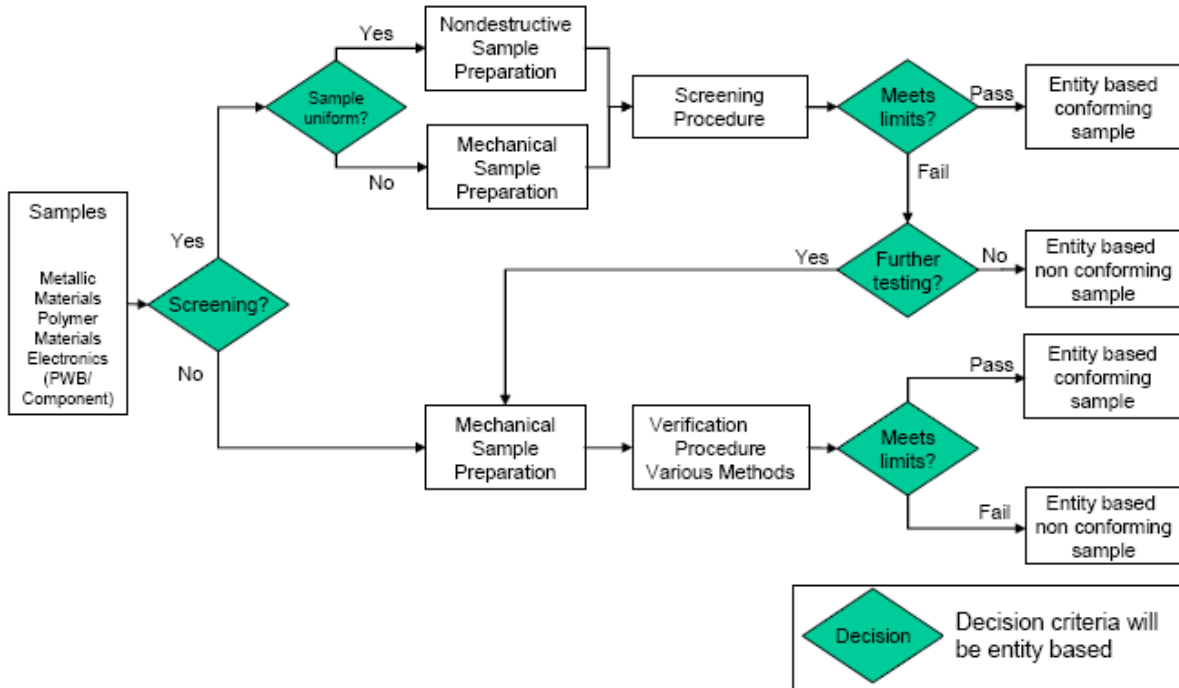 Yes
Nondestructive
Sample
Preparation
Sample
uniform?
No
Mechanical
Sample
Preparation
Screening
Procedure
Meets
limits?
Pass
Entity based
conforming
sample
Fail
Samples
Metallic
Materials
Polymer
Materials
Electronics
(PWB/
Component)
Yes
Screening?
No
Yes
Further
testing?
No
Entity based
non conforming
sample
Mechanical
Sample
Preparation
Verification
Procedure
Various Methods
Meets
limits?
Pass
Entity based
conforming
sample
Fail
Entity based
non conforming
sample
Decision
Decision criteria will
be entity based